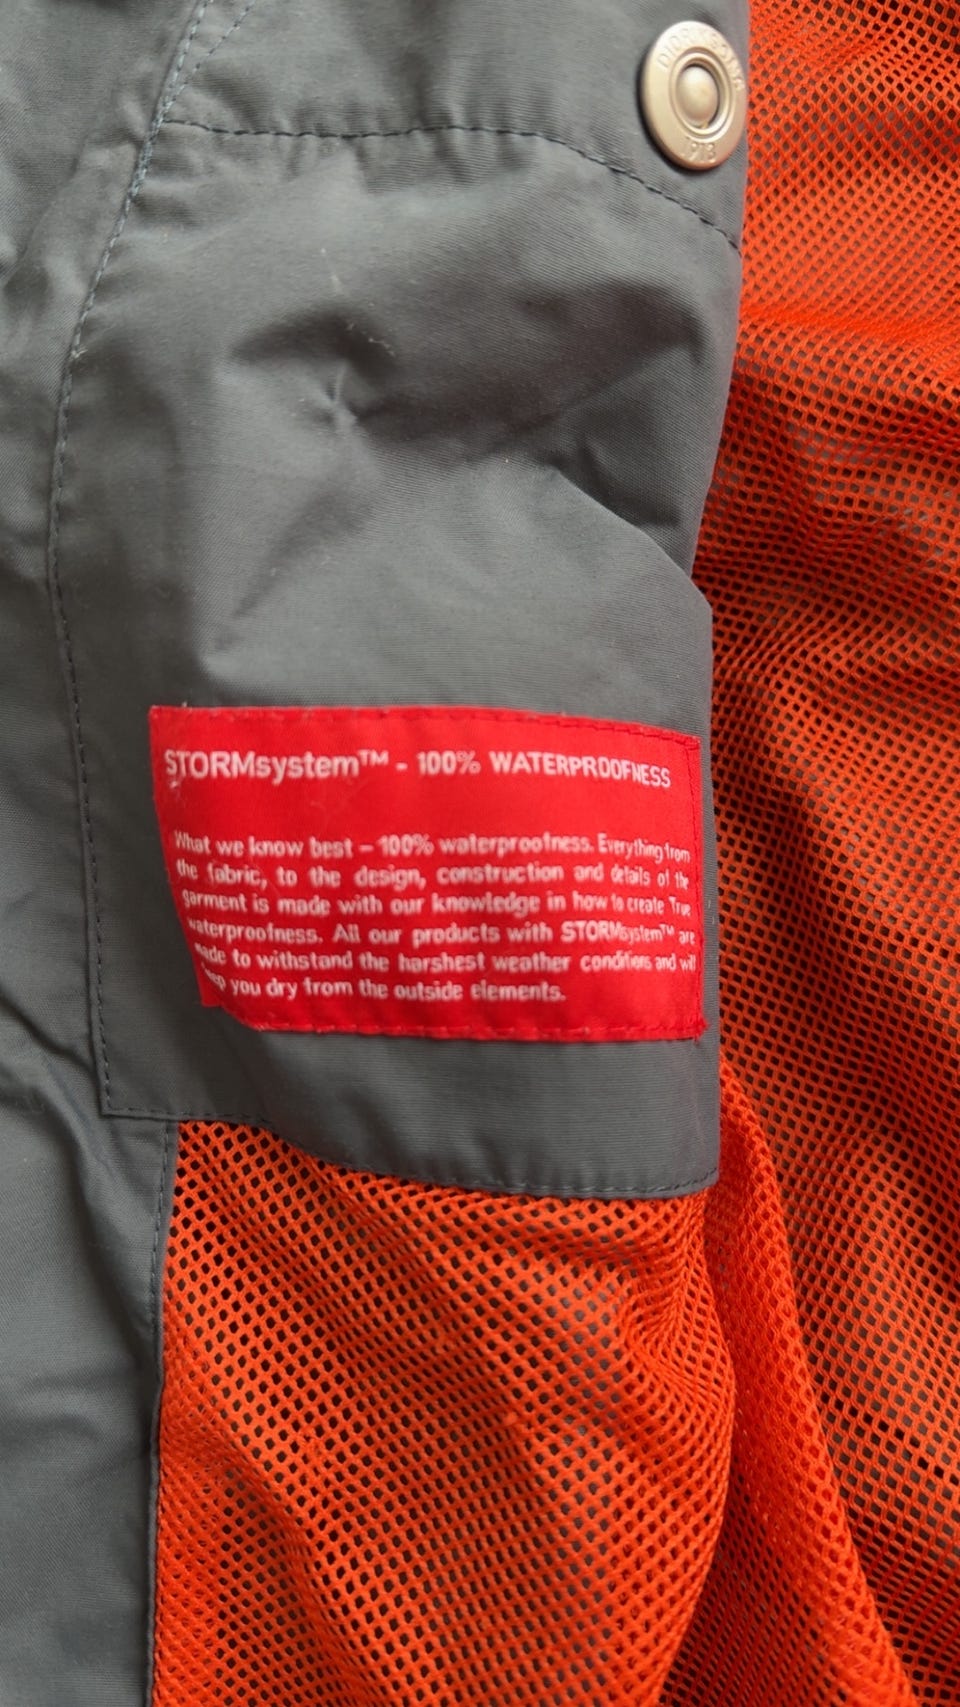 1913
STORMsystem™ - 100% WATERPROOFNESS
What we know best – 100% waterproofness. Everything from
the fabric, to the design, construction and details of the
garment is made with our knowledge in how to create True
waterproofness. All our products with STORMsystem™ are
made to withstand the harshest weather conditions and will
keep you dry from the outside elements.